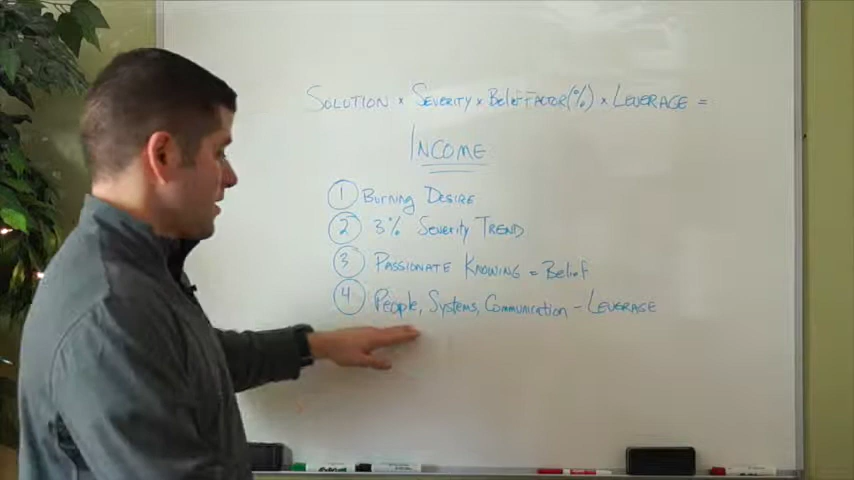 SOLUTION x SEVERITY x BELIEF FACTOR (%) x LEVERAGE =
INCOME
1 BURNING DESIRE
2 3% SEVERITY TREND
3 PASSIONATE KNOWING = BELIEF
4 PEOPLE, SYSTEMS, COMMUNICATION - LEVERAGE